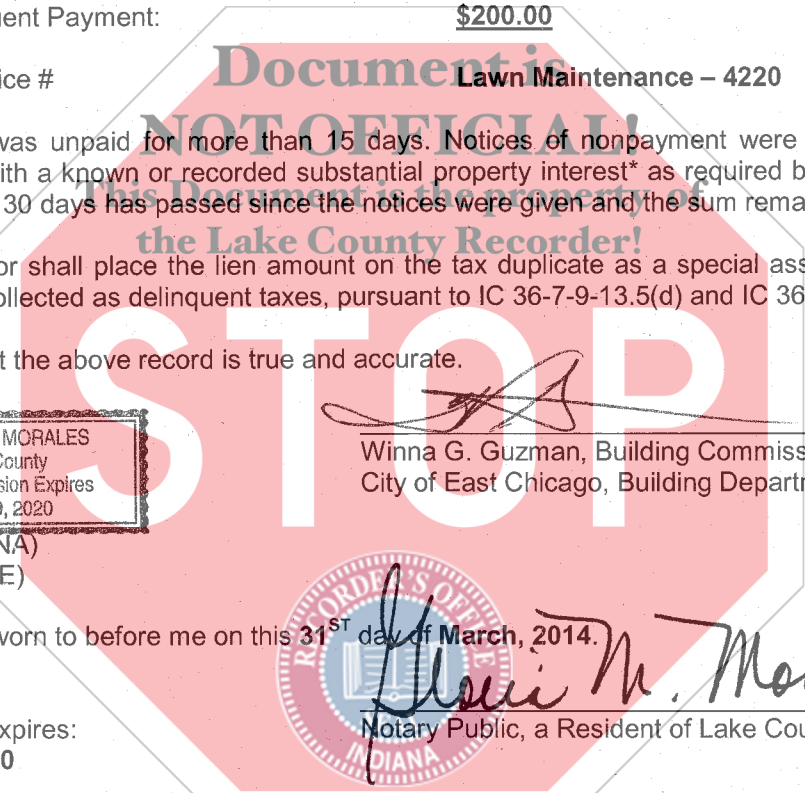 uent Payment: $200.00
Document is
ice # Lawn Maintenance – 4220
NOT OFFICIAL!
was unpaid for more than 15 days. Notices of nonpayment were
ith a known or recorded substantial property interest* as required b
This Document is the property of
30 days has passed since the notices were given and the sum rema
the Lake County Recorder!
or shall place the lien amount on the tax duplicate as a special ass
ollected as delinquent taxes, pursuant to IC 36-7-9-13.5(d) and IC 36
STOP
t the above record is true and accurate.
MORALES
County
sion Expires
9, 2020
Winna G. Guzman, Building Commiss
City of East Chicago, Building Departm
NA)
E)
RECORDER'S OFFICE
worn to before me on this 31ST day of March, 2014.
M. Mo
Notary Public, a Resident of Lake Cou
xpires:
0
INDIANA